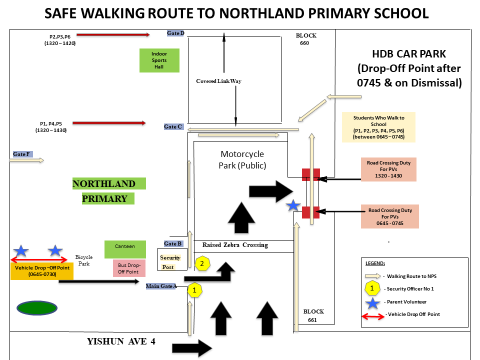 SAFE WALKING ROUTE TO NORTHLAND PRIMARY SCHOOL
P2,P3,P6
(1320 – 1420)
Gate D
BLOCK
660
Indoor
Sports
Hall
HDB CAR PARK
(Drop-Off Point after
0745 & on Dismissal)
Covered Link Way
P1, P4,P5
(1320 – 1430)
Gate C
Students Who Walk to
School
(P1, P2, P3, P4, P5, P6)
(between 0645 – 0745)
Gate F
Motorcycle
Park (Public)
Road Crossing Duty
For PVs
1320 - 1430
NORTHLAND
PRIMARY
Road Crossing Duty
For PVs
0645 - 0745
Canteen
Gate B
Raised Zebra Crossing
Bicycle
Park
Bus Drop-
Off Point
Security
Post
2
Vehicle Drop-Off Point
(0645-0730)
Main Gate A
1
LEGEND:
- Walking Route to NPS
1
- Security Officer No 1
- Parent Volunteer
- Vehicle Drop Off Point
BLOCK
661
YISHUN AVE 4